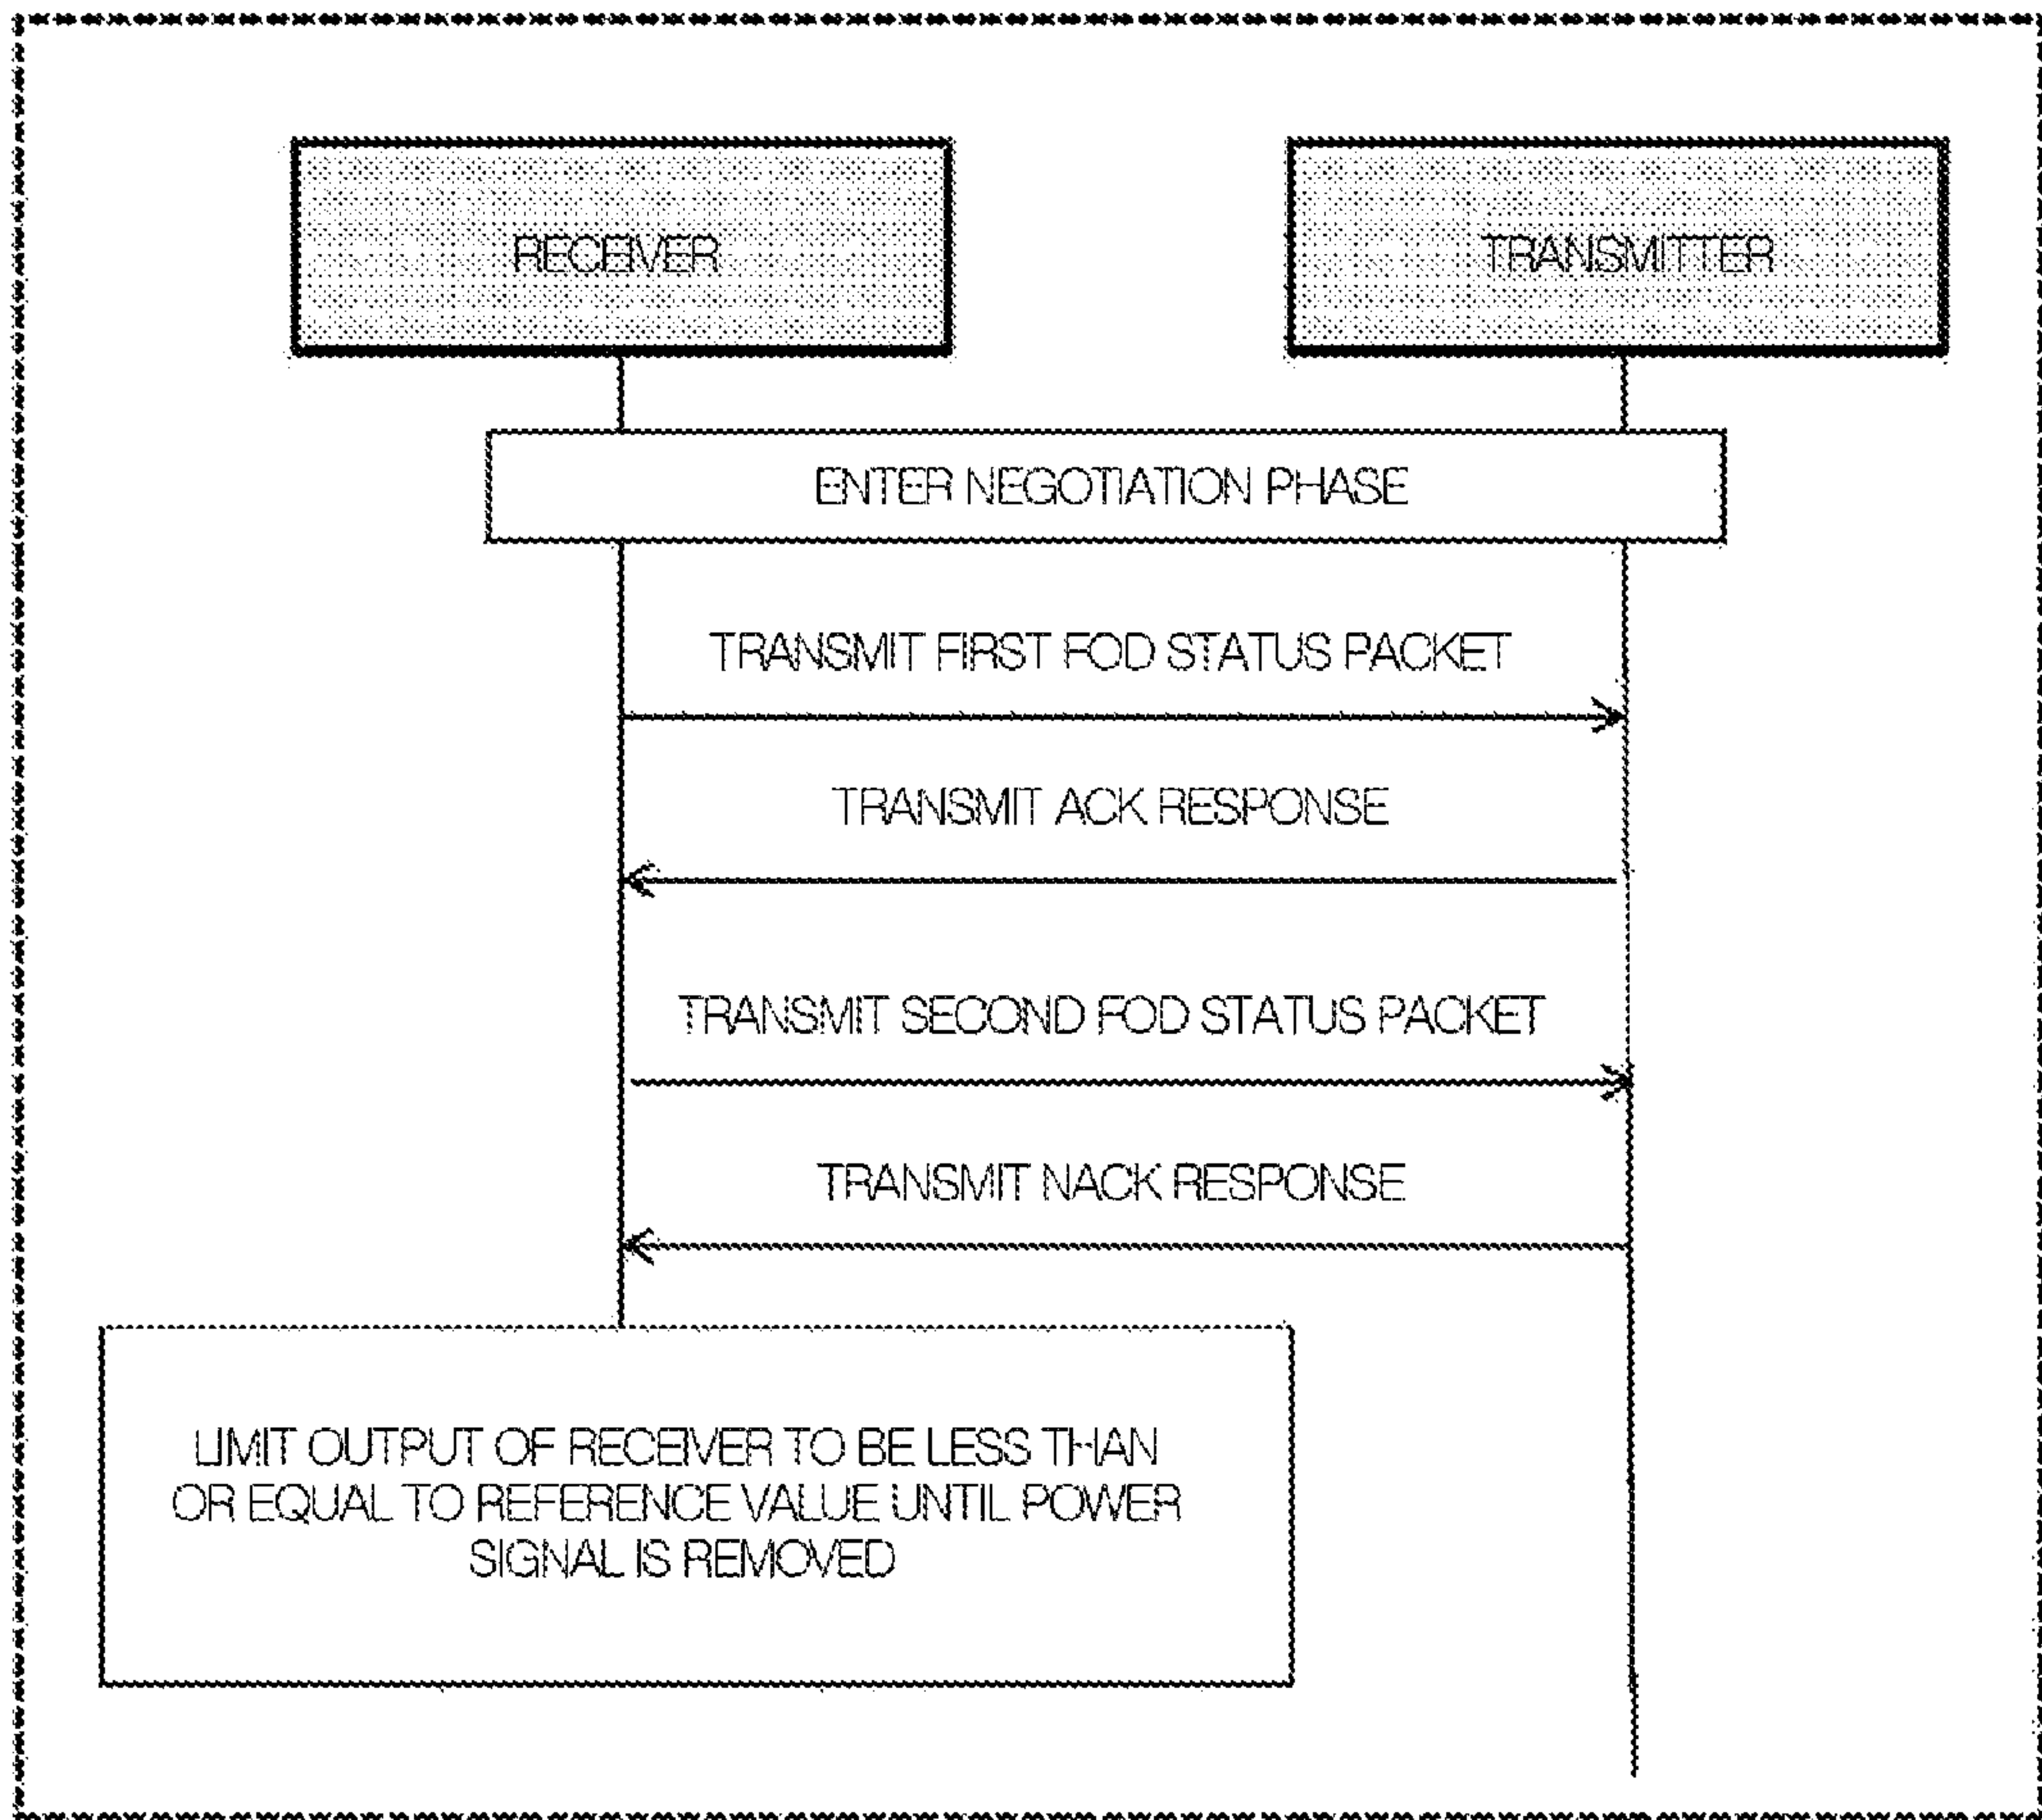 RECEIVER
TRANSMITTER
ENTER NEGOTIATION PHASE
TRANSMIT FIRST FOD STATUS PACKET
TRANSMIT ACK RESPONSE
TRANSMIT SECOND FOD STATUS PACKET
TRANSMIT NACK RESPONSE
LIMIT OUTPUT OF RECEIVER TO BE LESS THAN
OR EQUAL TO REFERENCE VALUE UNTIL POWER
SIGNAL IS REMOVED